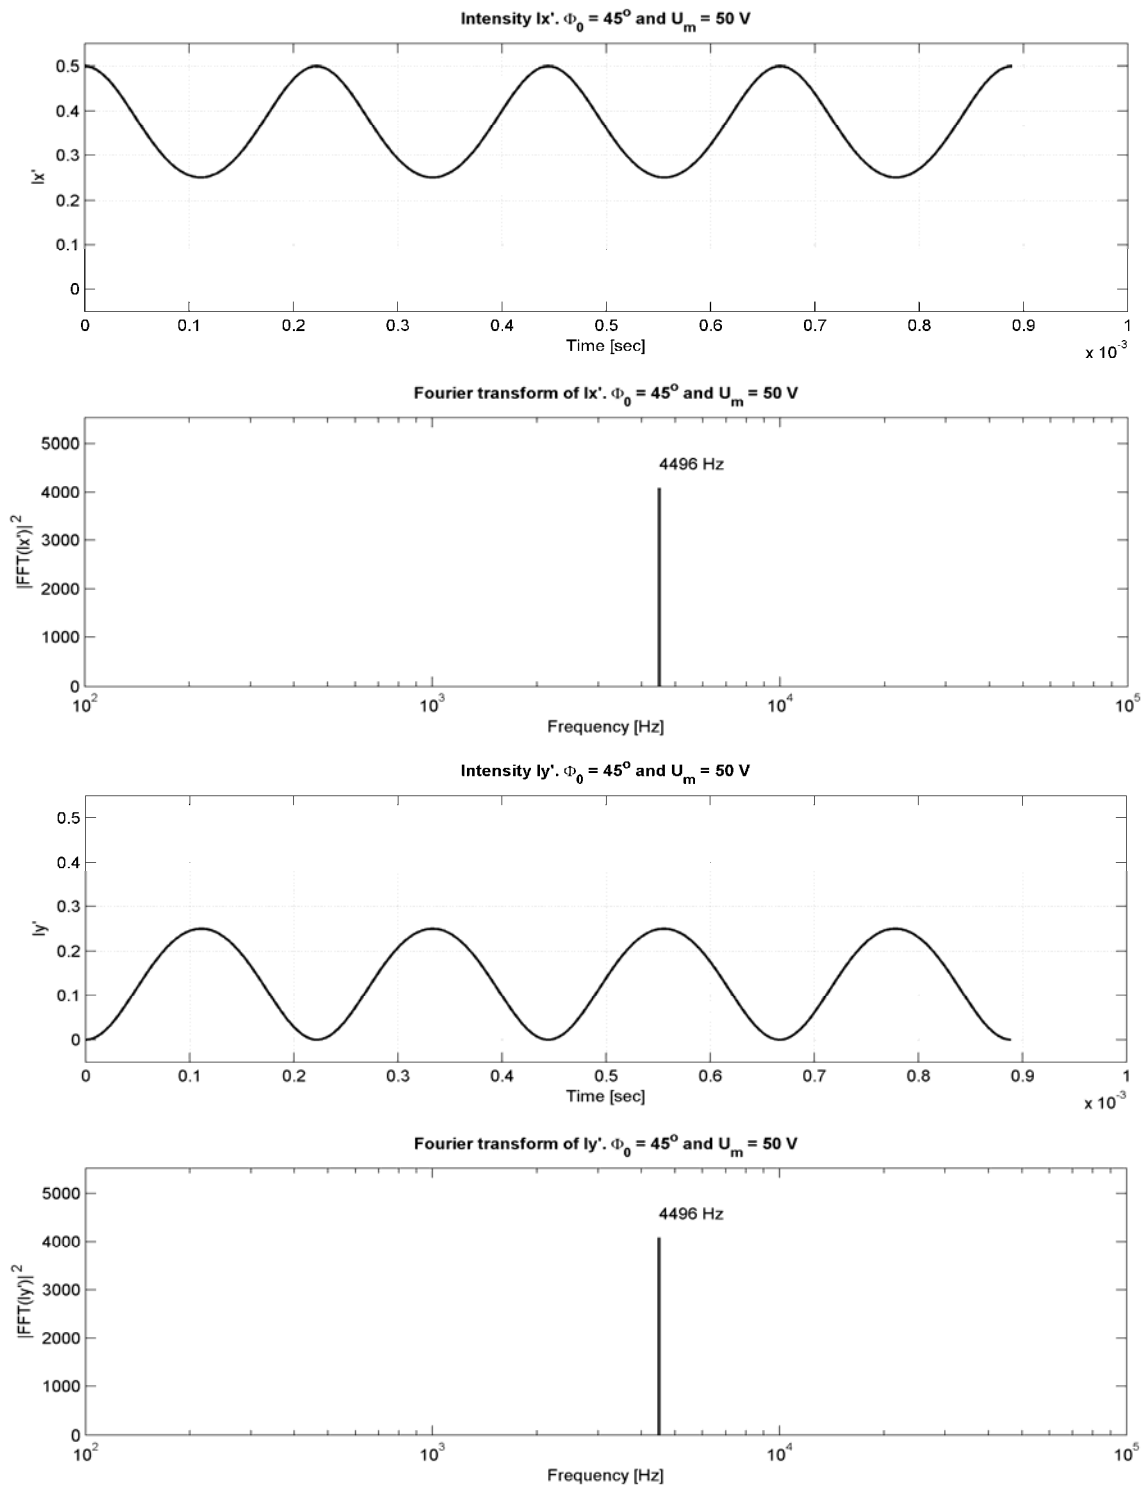 Intensity Ix'. Φ0 = 45o and Um = 50 V
0.5
0.4
0.3
0.2
0.1
0
Ix'
0 0.1 0.2 0.3 0.4 0.5 0.6 0.7 0.8 0.9 1
Time [sec]
x 10-3
Fourier transform of Ix'. Φ0 = 45o and Um = 50 V
5000
4000
3000
2000
1000
0
|FFT(Ix')|2
4496 Hz
102 103 104 105
Frequency [Hz]
Intensity Iy'. Φ0 = 45o and Um = 50 V
0.5
0.4
0.3
0.2
0.1
0
Iy'
0 0.1 0.2 0.3 0.4 0.5 0.6 0.7 0.8 0.9 1
Time [sec]
x 10-3
Fourier transform of Iy'. Φ0 = 45o and Um = 50 V
5000
4000
3000
2000
1000
0
|FFT(Iy')|2
4496 Hz
102 103 104 105
Frequency [Hz]